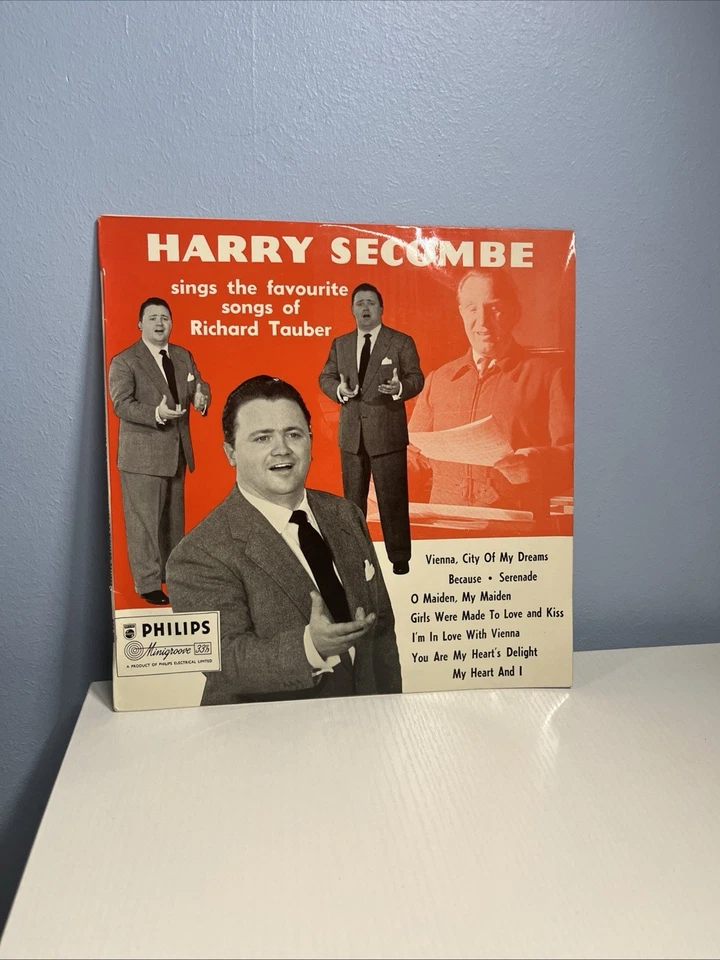 HARRY SECOMBE
sings the favourite
songs of
Richard Tauber
Vienna, City Of My Dreams
Because • Serenade
O Maiden, My Maiden
Girls Were Made To Love and Kiss
I'm In Love With Vienna
You Are My Heart's Delight
My Heart And I
PHILIPS
Minigroove 33⅓
A PRODUCT OF PHILIPS ELECTRICAL LIMITED